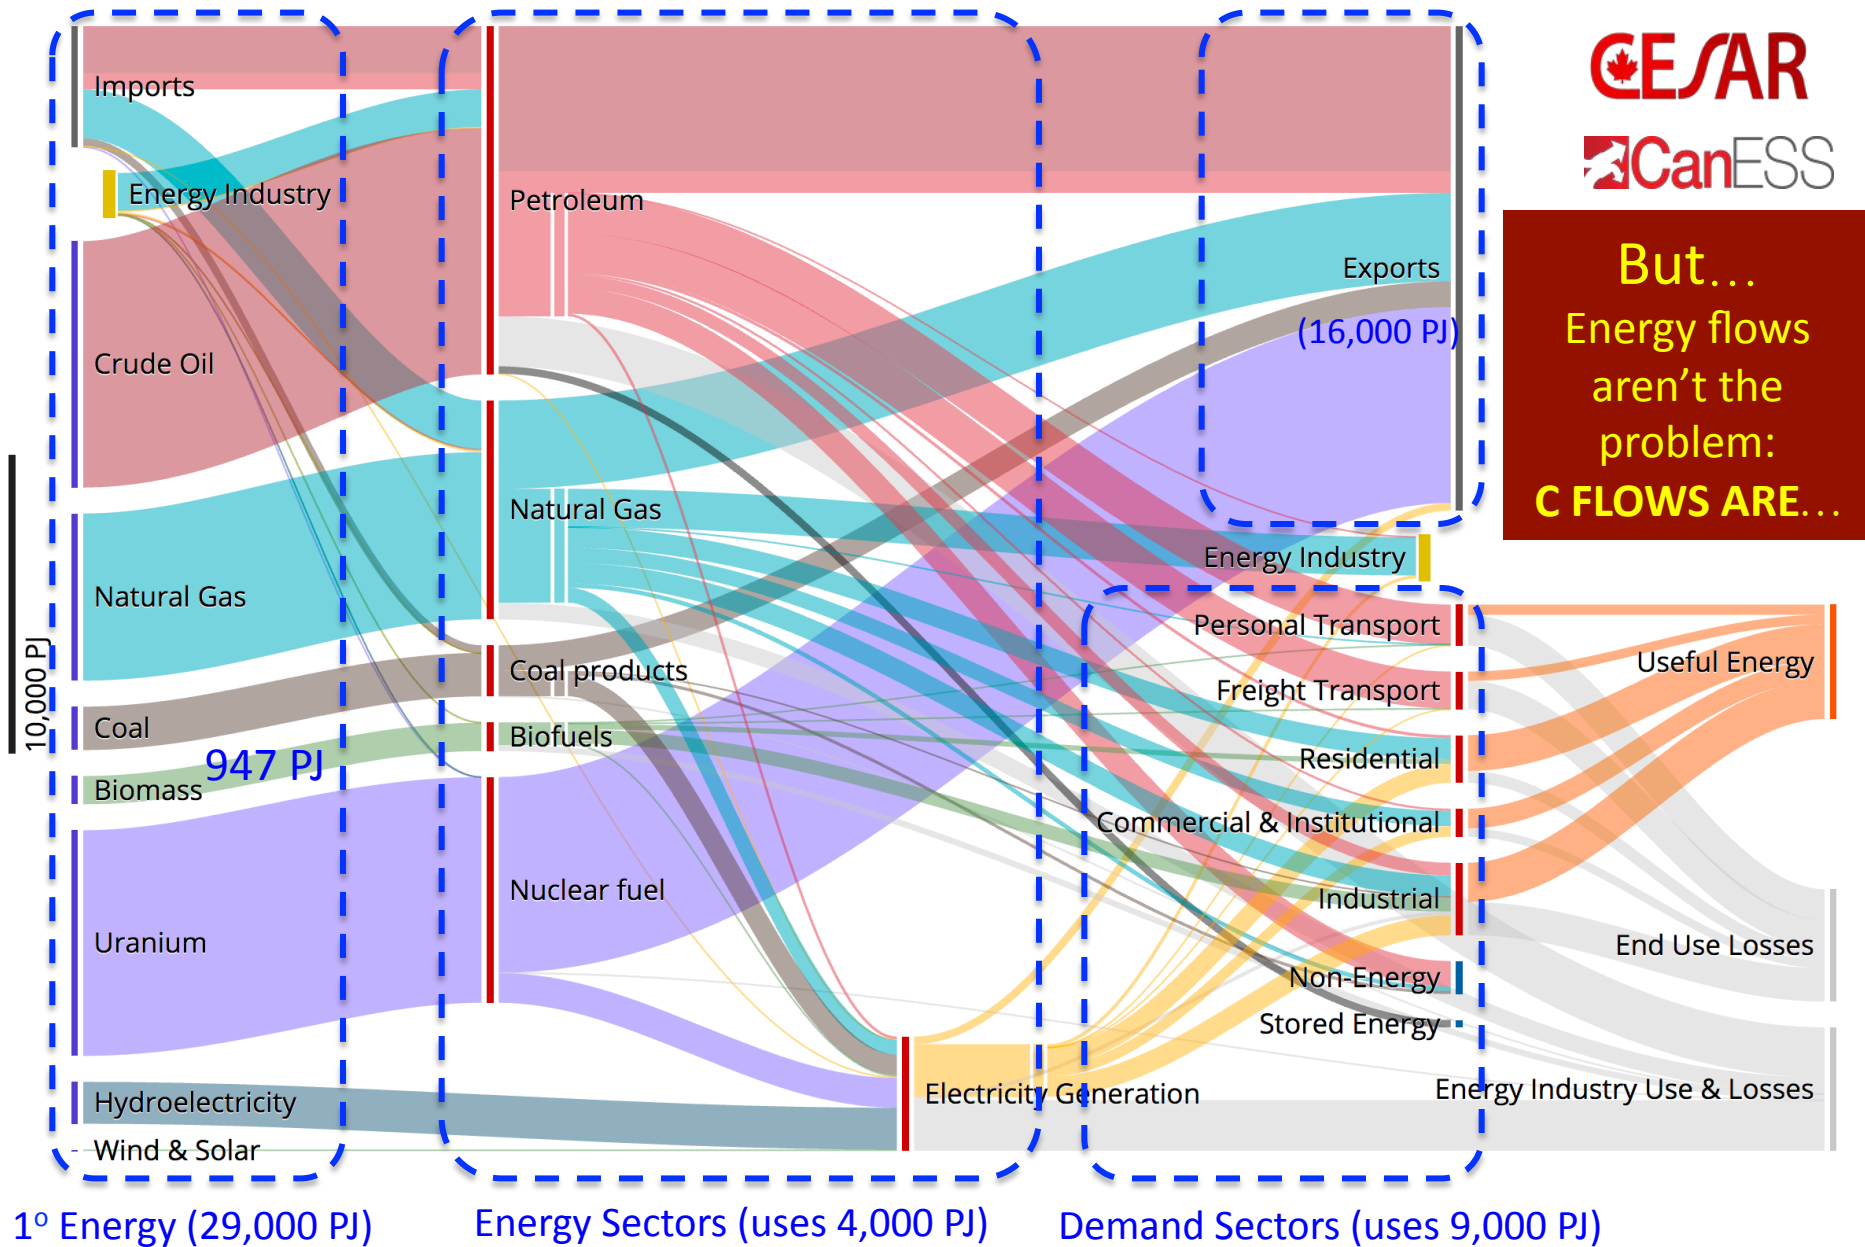 Imports
Energy Industry
Crude Oil
Natural Gas
Coal
947 PJ
Biomass
Uranium
Hydroelectricity
Wind & Solar
10,000 PJ
Petroleum
Natural Gas
Coal products
Biofuels
Nuclear fuel
Electricity Generation
Exports
(16,000 PJ)
Energy Industry
Personal Transport
Freight Transport
Residential
Commercial & Institutional
Industrial
Non-Energy
Stored Energy
Useful Energy
End Use Losses
Energy Industry Use & Losses
CESAR
CanESS
But...
Energy flows
aren't the
problem:
C FLOWS ARE...
1º Energy (29,000 PJ)
Energy Sectors (uses 4,000 PJ)
Demand Sectors (uses 9,000 PJ)